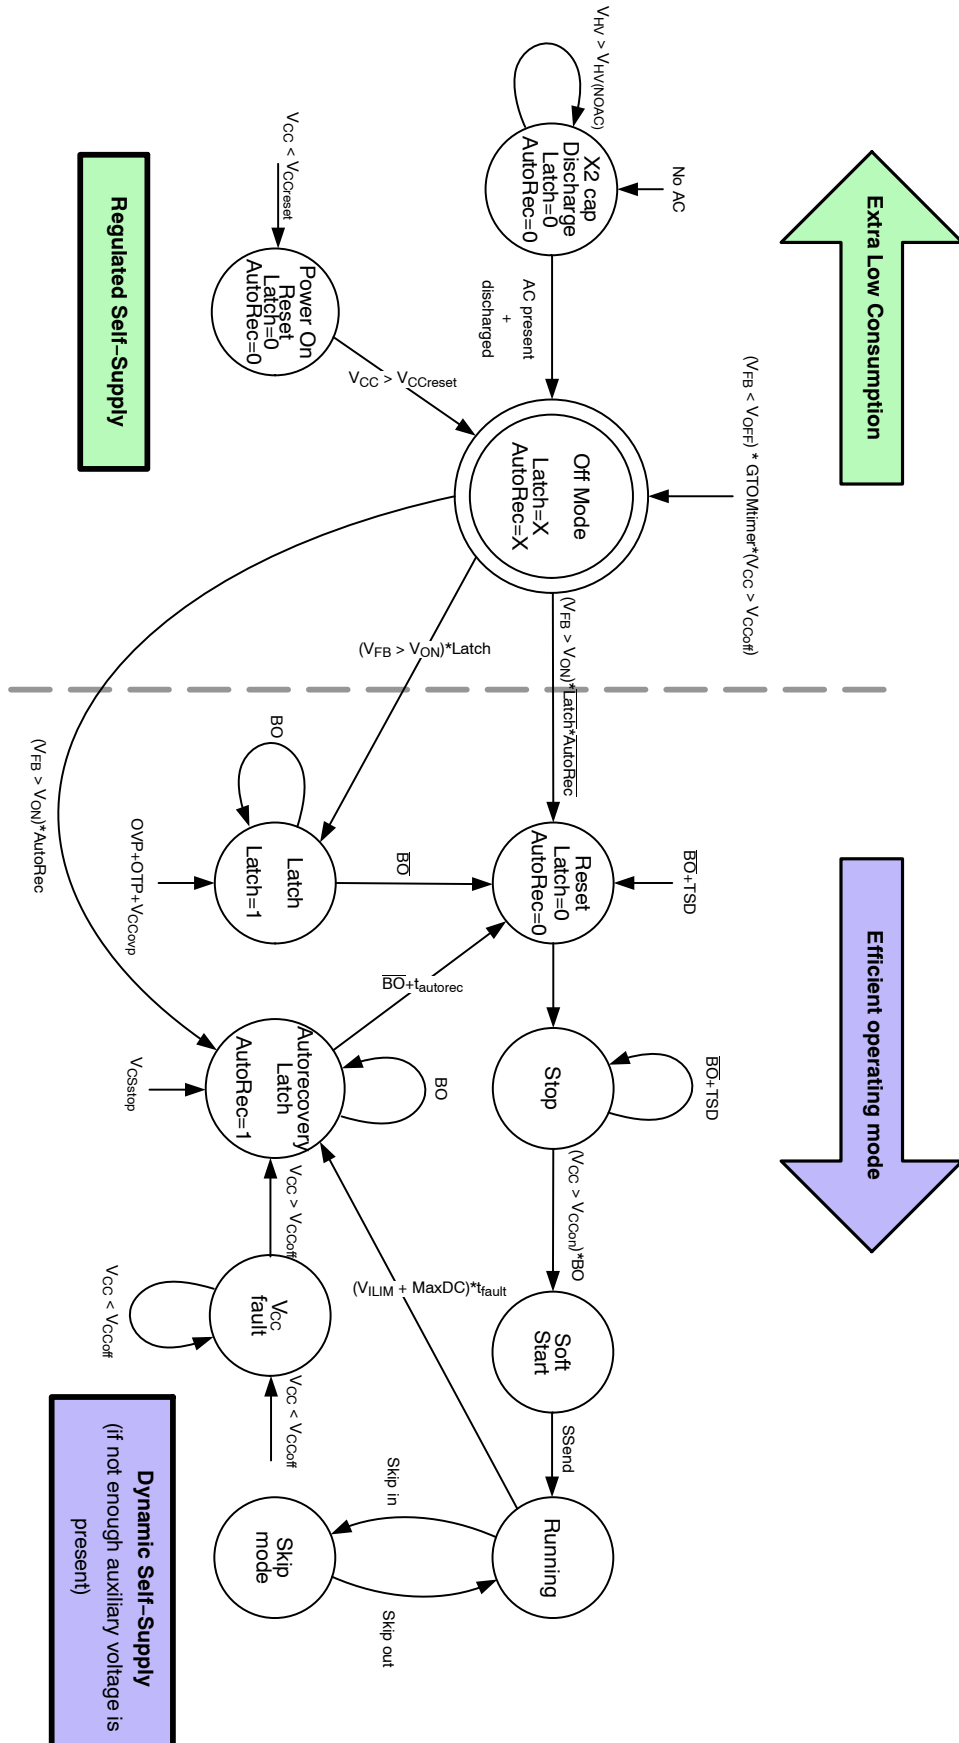 Extra Low Consumption
Efficient operating mode
(VFB < VOFF) * GTOMtimer*(VCC > VCCoff)
No AC
VHV > VHV(NOAC)
X2 cap
Discharge
Latch=0
AutoRec=0
AC present
+
discharged
Off Mode
Latch=X
AutoRec=X
(VFB > VON)*Latch*AutoRec
BO+TSD
Reset
Latch=0
AutoRec=0
BO+TSD
Stop
(VCC > VCCon)*BO
Soft
Start
SSend
Running
VCC < VCCreset
Power On
Reset
Latch=0
AutoRec=0
VCC > VCCreset
(VFB > VON)*Latch
BO
Latch
Latch=1
OVP+OTP+VCCovp
BO
BO+tautorec
(VFB > VON)*AutoRec
BO
Autorecovery
Latch
AutoRec=1
VCSstop
(VILIM + MaxDC)*tfault
VCC > VCCoff
VCC
fault
VCC < VCCoff
VCC < VCCoff
Skip in
Skip out
Skip
mode
Regulated Self–Supply
Dynamic Self–Supply
(if not enough auxiliary voltage is
present)